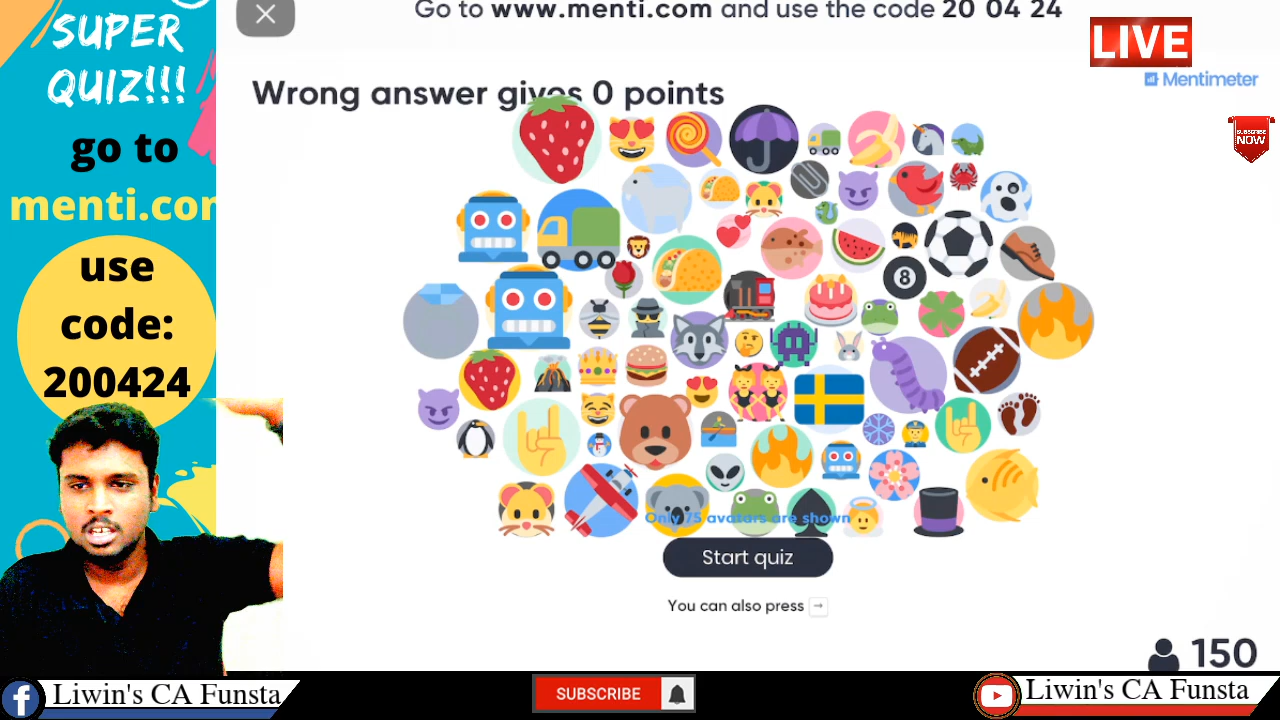 SUPER
QUIZ!!!
go to
menti.cor
use
code:
200424
Go to www.menti.com and use the code 20 04 24
LIVE
Mentimeter
SUBSCRIBE
NOW
Wrong answer gives 0 points
8
Only 75 avatars are shown
Start quiz
You can also press →
150
Liwin's CA Funsta
SUBSCRIBE
Liwin's CA Funsta